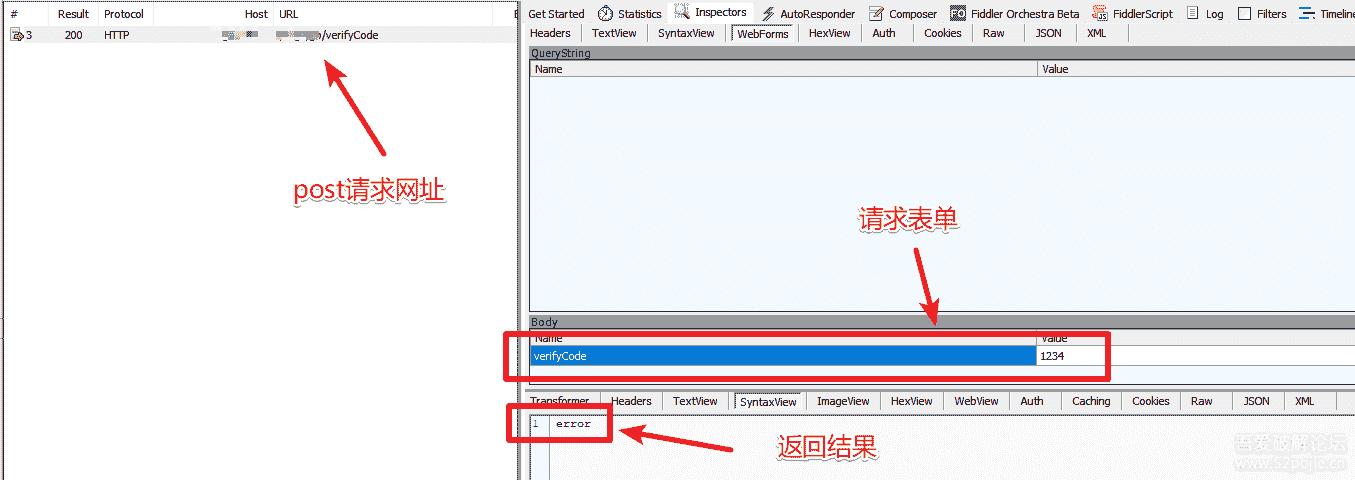 # Result Protocol Host URL
3 200 HTTP /verifyCode
post请求网址
Get Started Statistics Inspectors AutoResponder Composer Fiddler Orchestra Beta FiddlerScript Log Filters Timeline
Headers TextView SyntaxView WebForms HexView Auth Cookies Raw JSON XML
QueryString
Name Value
请求表单
Body
Name Value
verifyCode 1234
Transformer Headers TextView SyntaxView ImageView HexView WebView Auth Caching Cookies Raw JSON XML
1 error
返回结果
吾爱破解论坛
www.52pojie.cn